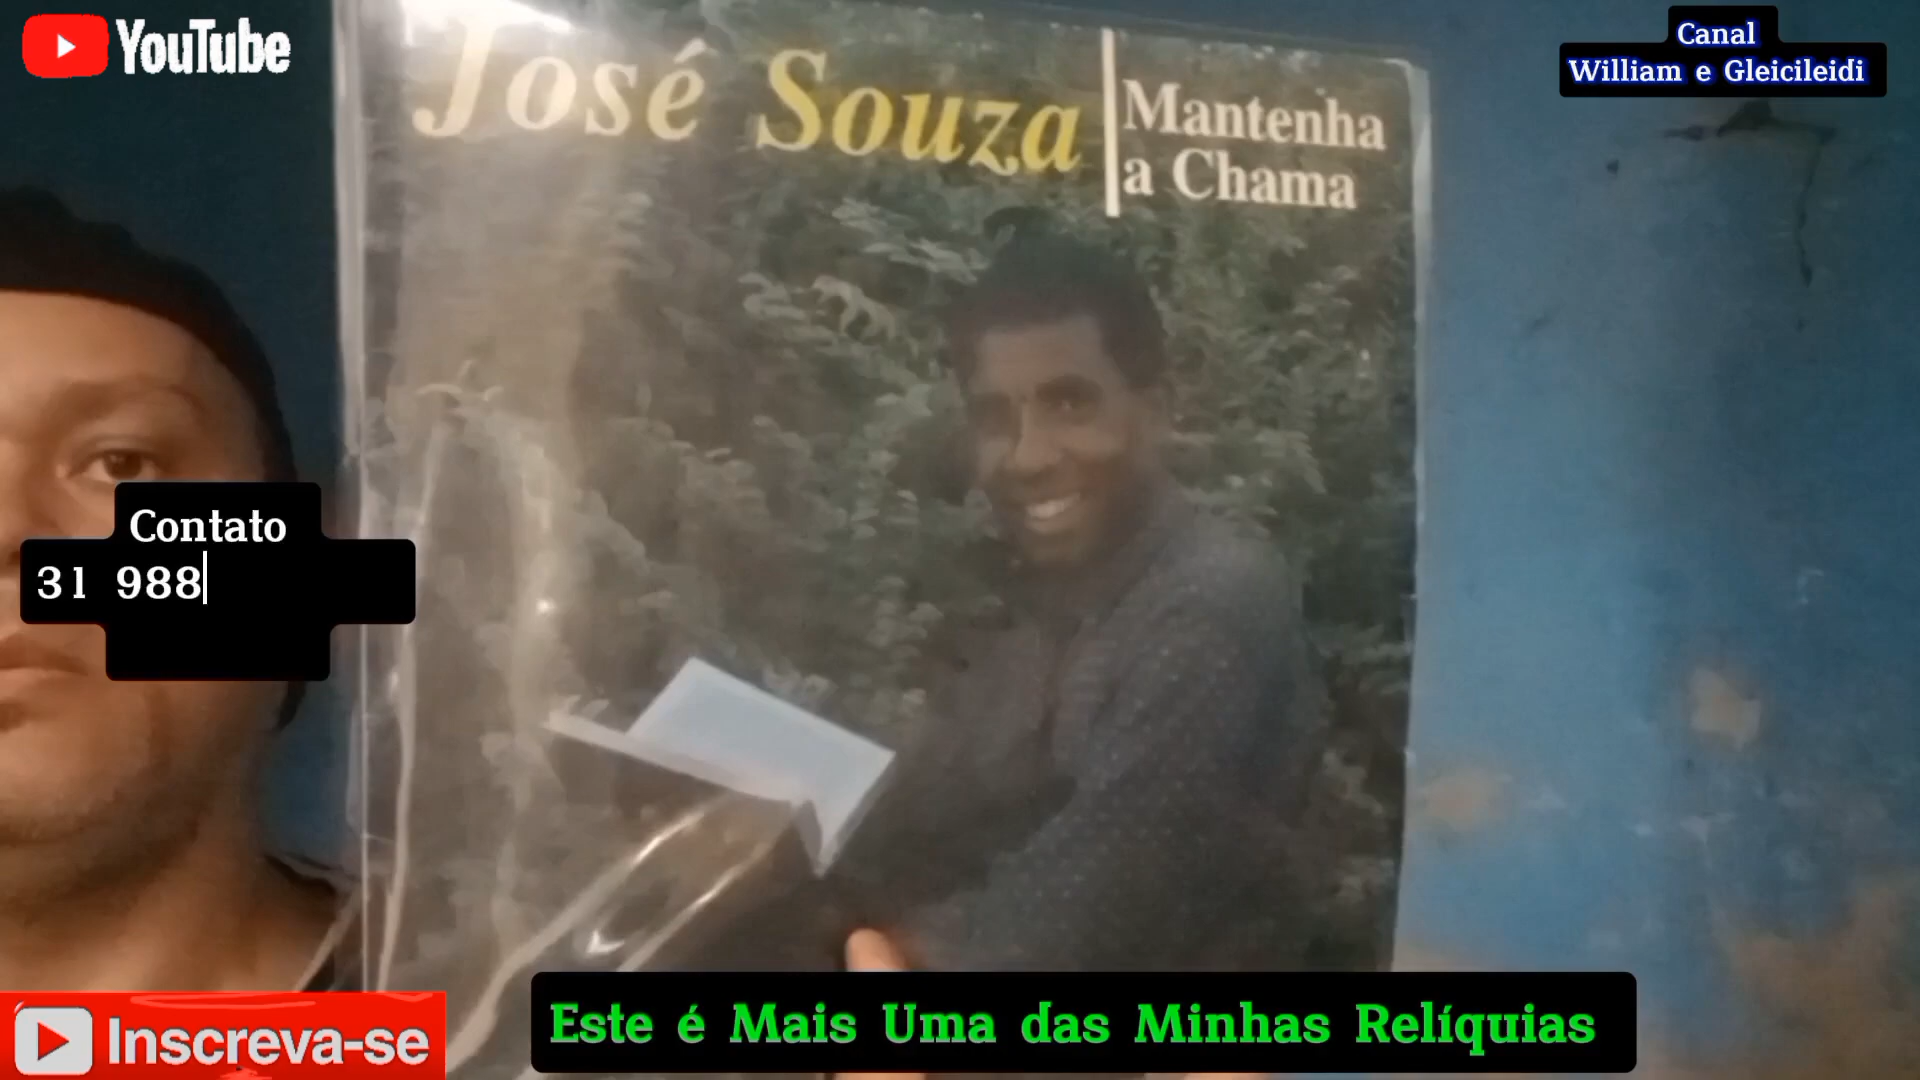 YouTube
Canal
William e Gleicileidi
José Souza
Mantenha
a Chama
Contato
31 988
Inscreva-se
Este é Mais Uma das Minhas Relíquias